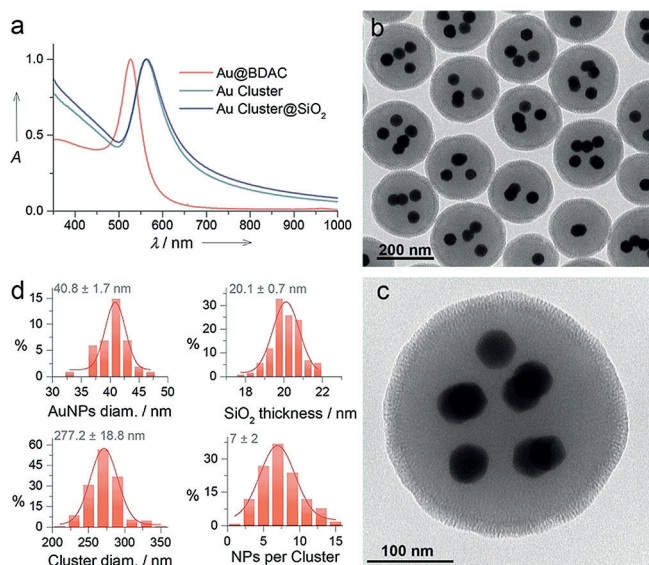 a
1.0
0.5
0.0
A
Au@BDAC
Au Cluster
Au Cluster@SiO₂
400 500 600 700 800 900 1000
λ / nm
b
200 nm
c
100 nm
d
40.8 ± 1.7 nm
15
10
5
0
%
30 35 40 45 50
AuNPs diam. / nm
20.1 ± 0.7 nm
30
20
10
0
%
18 20 22
SiO₂ thickness / nm
277.2 ± 18.8 nm
60
45
30
15
0
%
200 250 300 350
Cluster diam. / nm
7 ± 2
30
15
0
%
0 5 10 15
NPs per Cluster